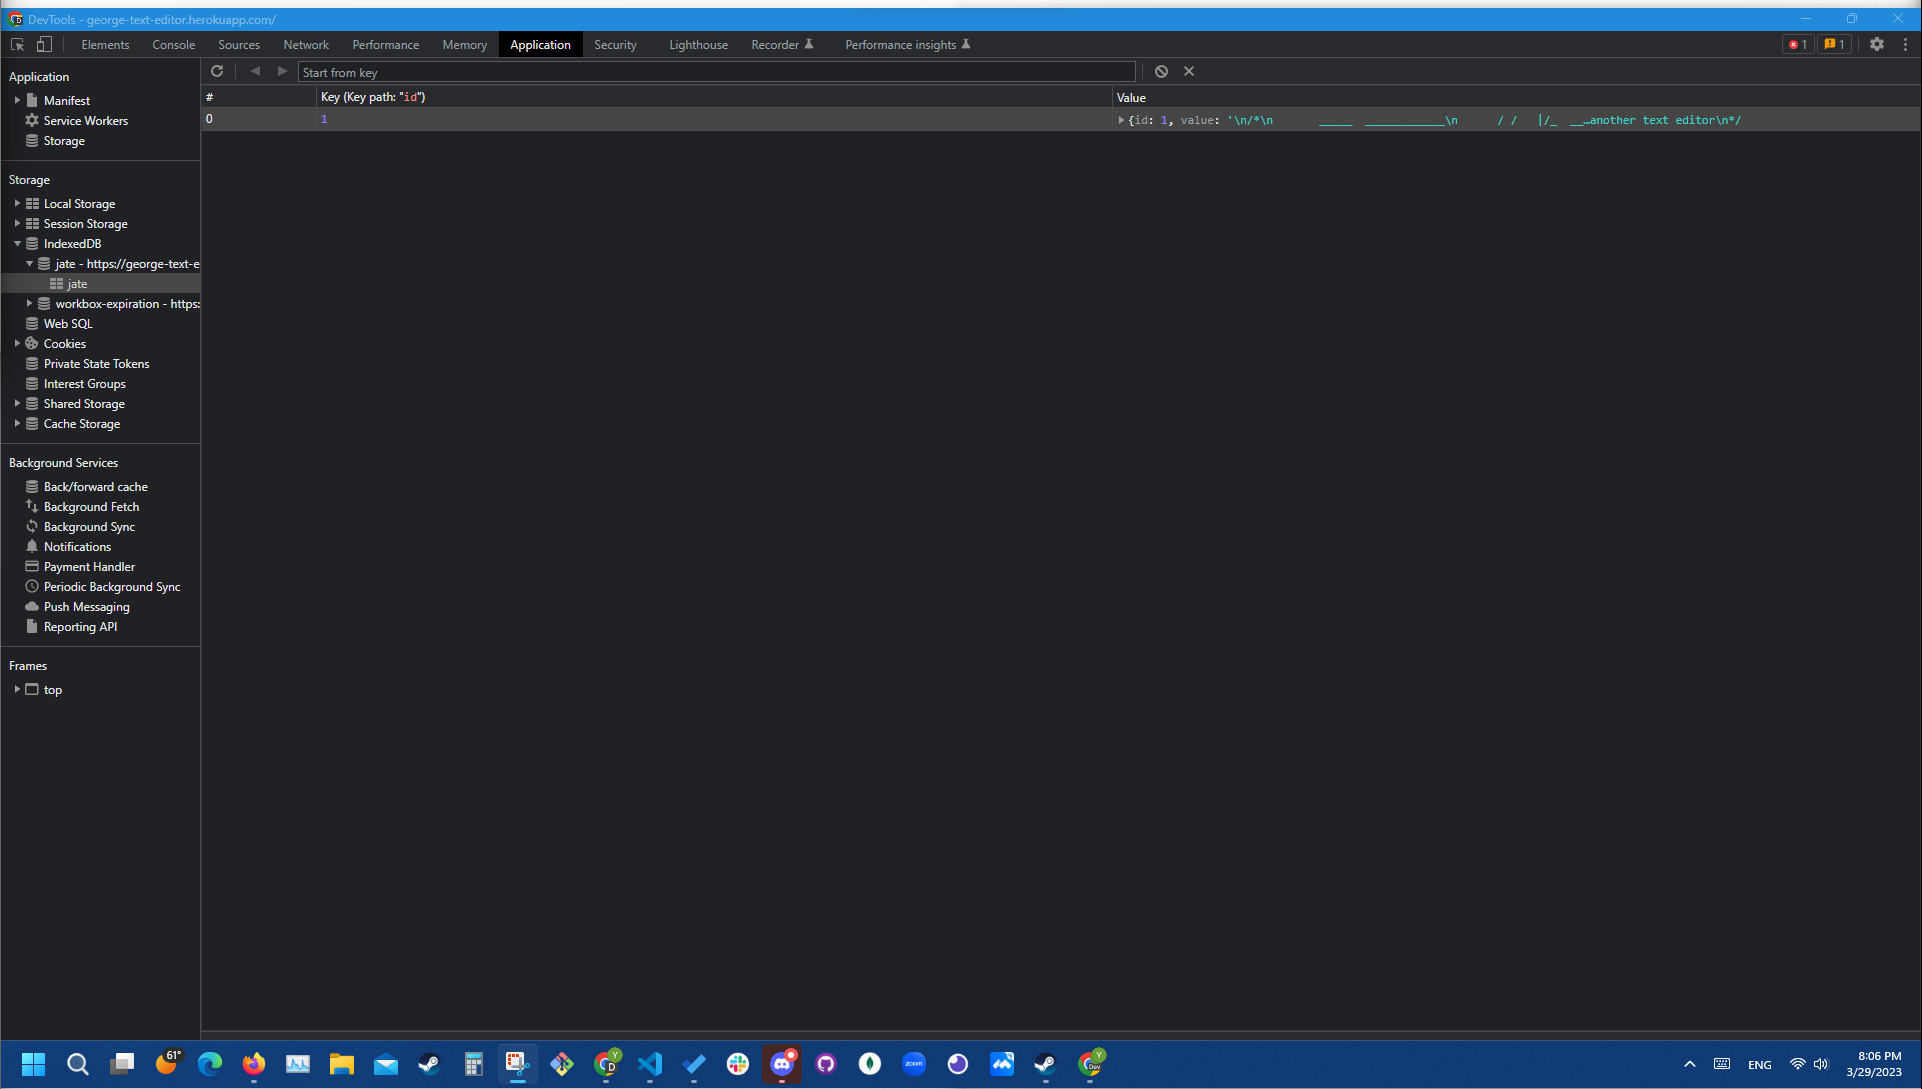 DevTools - george-text-editor.herokuapp.com/
Elements Console Sources Network Performance Memory Application Security Lighthouse Recorder Performance insights 1 1
Application
Manifest
Service Workers
Storage
Storage
Local Storage
Session Storage
IndexedDB
jate - https://george-text-e
jate
workbox-expiration - https:
Web SQL
Cookies
Private State Tokens
Interest Groups
Shared Storage
Cache Storage
Background Services
Back/forward cache
Background Fetch
Background Sync
Notifications
Payment Handler
Periodic Background Sync
Push Messaging
Reporting API
Frames
top
Start from key
# Key (Key path: "id") Value
0 1 {id: 1, value: '\n/*\n       _____  ____________\n      / /   |/_  __…another text editor\n*/
61°
Y
D
zoom
Y
Dev
ENG
8:06 PM
3/29/2023